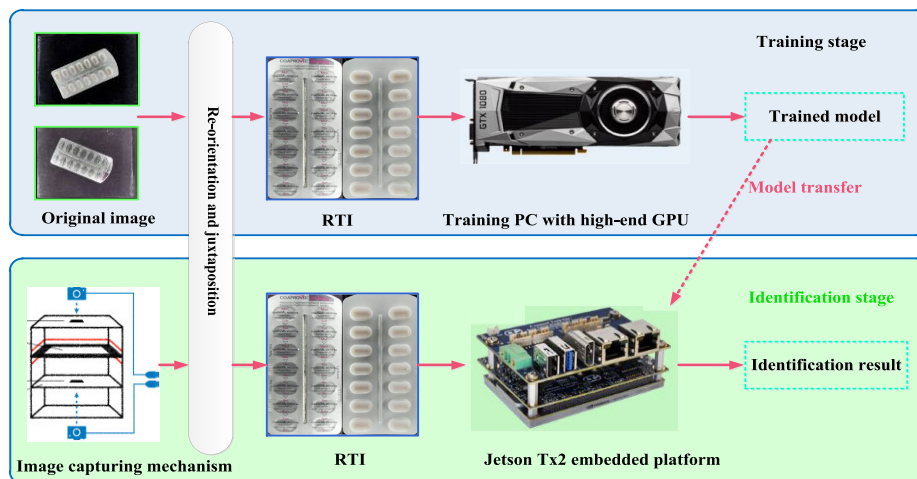 Training stage
GTX 1080
Trained model
Re-orientation and juxtaposition
Original image
RTI
Training PC with high-end GPU
Model transfer
Identification stage
Identification result
Image capturing mechanism
RTI
Jetson Tx2 embedded platform